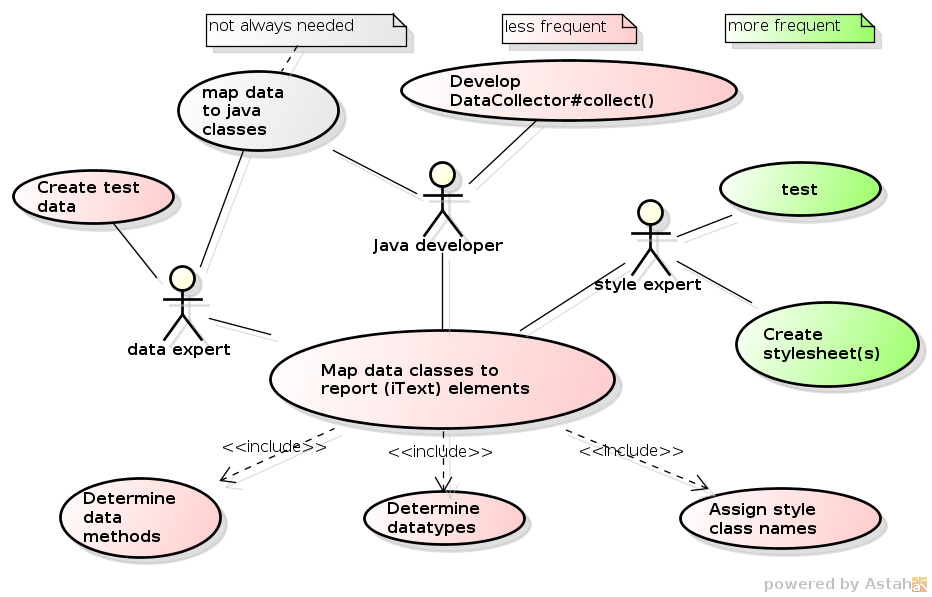 not always needed
less frequent
more frequent
map data
to java
classes
Develop
DataCollector#collect()
Create test
data
test
Java developer
style expert
data expert
Create
stylesheet(s)
Map data classes to
report (iText) elements
<<include>>
<<include>>
<<include>>
Determine
data
methods
Determine
datatypes
Assign style
class names
powered by Astah